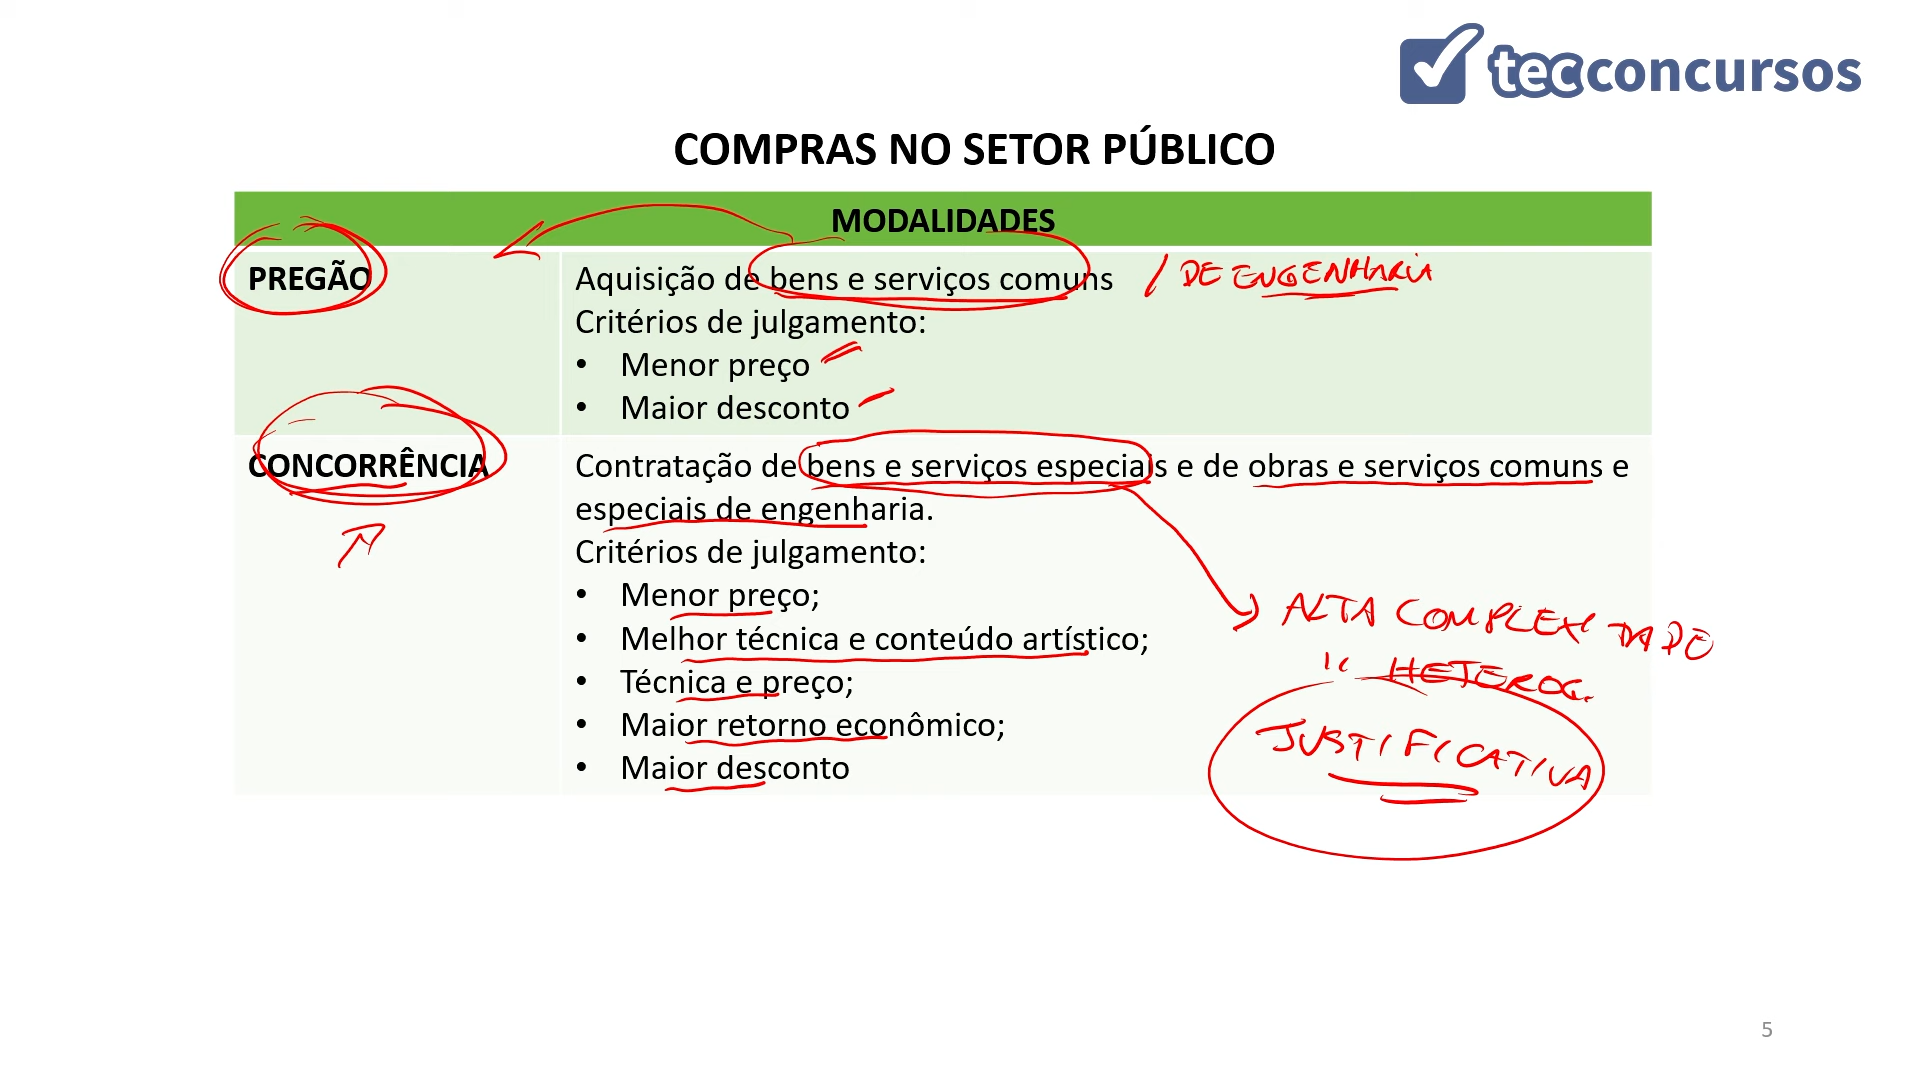 tecconcursos
COMPRAS NO SETOR PÚBLICO
MODALIDADES
PREGÃO
Aquisição de bens e serviços comuns / DE ENGENHARIA
Critérios de julgamento:
• Menor preço
• Maior desconto
CONCORRÊNCIA
Contratação de bens e serviços especiais e de obras e serviços comuns e
especiais de engenharia.
Critérios de julgamento:
• Menor preço;
• Melhor técnica e conteúdo artístico;
• Técnica e preço;
• Maior retorno econômico;
• Maior desconto
ALTA COMPLEXIDADE
" HETEROG.
JUSTIFICATIVA
5